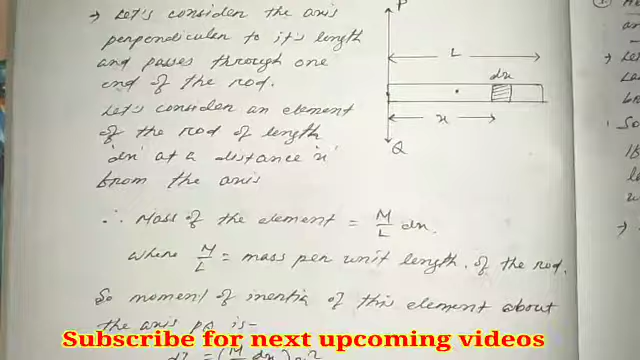 → Let's consider the axis
perpendicular to it's length
and passes through one
end of the rod.
Let's consider an element
of the rod of length
'dx' at a distance 'x'
from the axis
∴ Mass of the element = M/L dx.
where M/L = mass per unit length. of the rod.
So moment of inertia of this element about
the axis PQ is-
dI = (M/L dx) x²
P
L
dx
x
Q
Subscribe for next upcoming videos